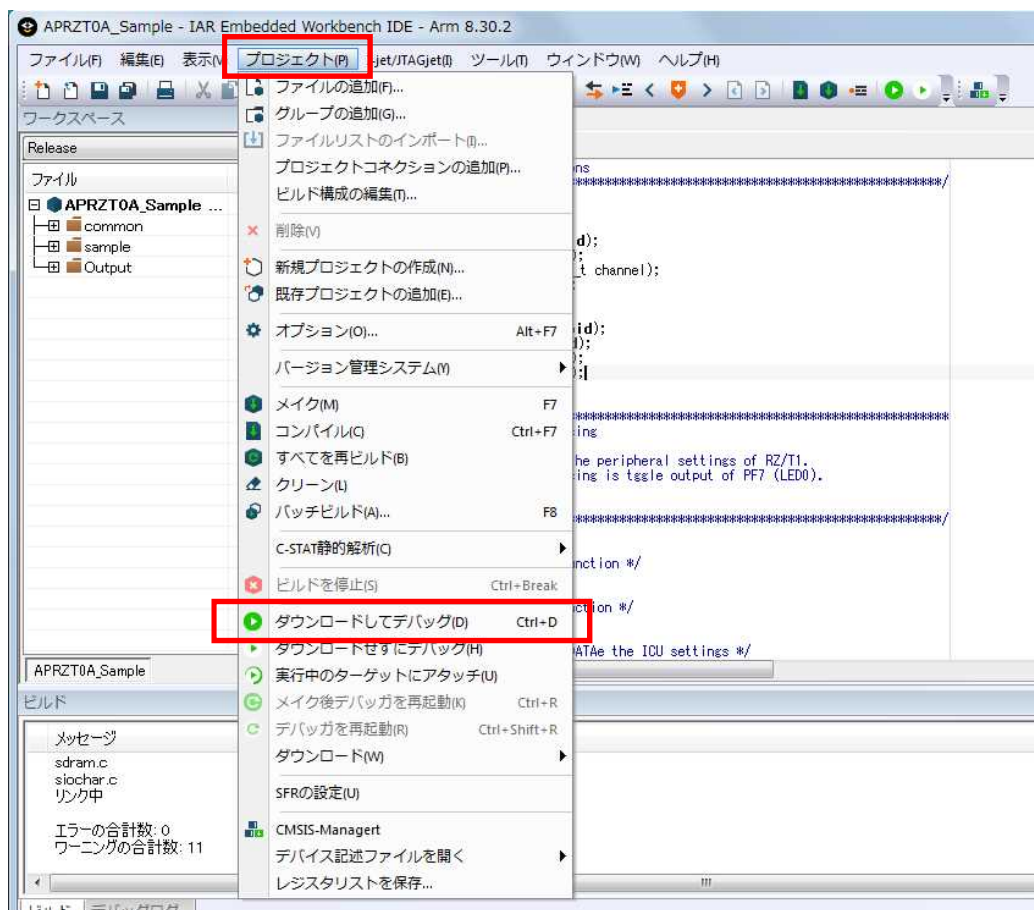 APRZT0A_Sample - IAR Embedded Workbench IDE - Arm 8.30.2
ファイル(F) 編集(E) 表示(V プロジェクト(P) I-jet/JTAGjet(I) ツール(T) ウィンドウ(W) ヘルプ(H)
ワークスペース
Release
ファイル
APRZT0A_Sample ...
common
sample
Output
ファイルの追加(F)...
グループの追加(G)...
ファイルリストのインポート(I)...
プロジェクトコネクションの追加(P)...
ビルド構成の編集(T)...
削除(V)
新規プロジェクトの作成(N)...
既存プロジェクトの追加(E)...
オプション(O)... Alt+F7
バージョン管理システム(Y)
メイク(M) F7
コンパイル(C) Ctrl+F7
すべてを再ビルド(B)
クリーン(L)
バッチビルド(A)... F8
C-STAT静的解析(C)
ビルドを停止(S) Ctrl+Break
ダウンロードしてデバッグ(D) Ctrl+D
ダウンロードせずにデバッグ(H)
実行中のターゲットにアタッチ(U)
メイク後デバッガを再起動(K) Ctrl+R
デバッガを再起動(R) Ctrl+Shift+R
ダウンロード(W)
SFRの設定(U)
CMSIS-Managert
デバイス記述ファイルを開く
レジスタリストを保存...
ns
***********************************************************/
d);
);
_t channel);
id);
d);
);
);
***********************************************************
ing
he peripheral settings of RZ/T1.
ing is tggle output of PF7 (LED0).
***********************************************************/
nction */
ction */
ATAe the ICU settings */
APRZT0A_Sample
ビルド
メッセージ
sdram.c
siochar.c
リンク中
エラーの合計数: 0
ワーニングの合計数: 11
ビルド デバッグログ